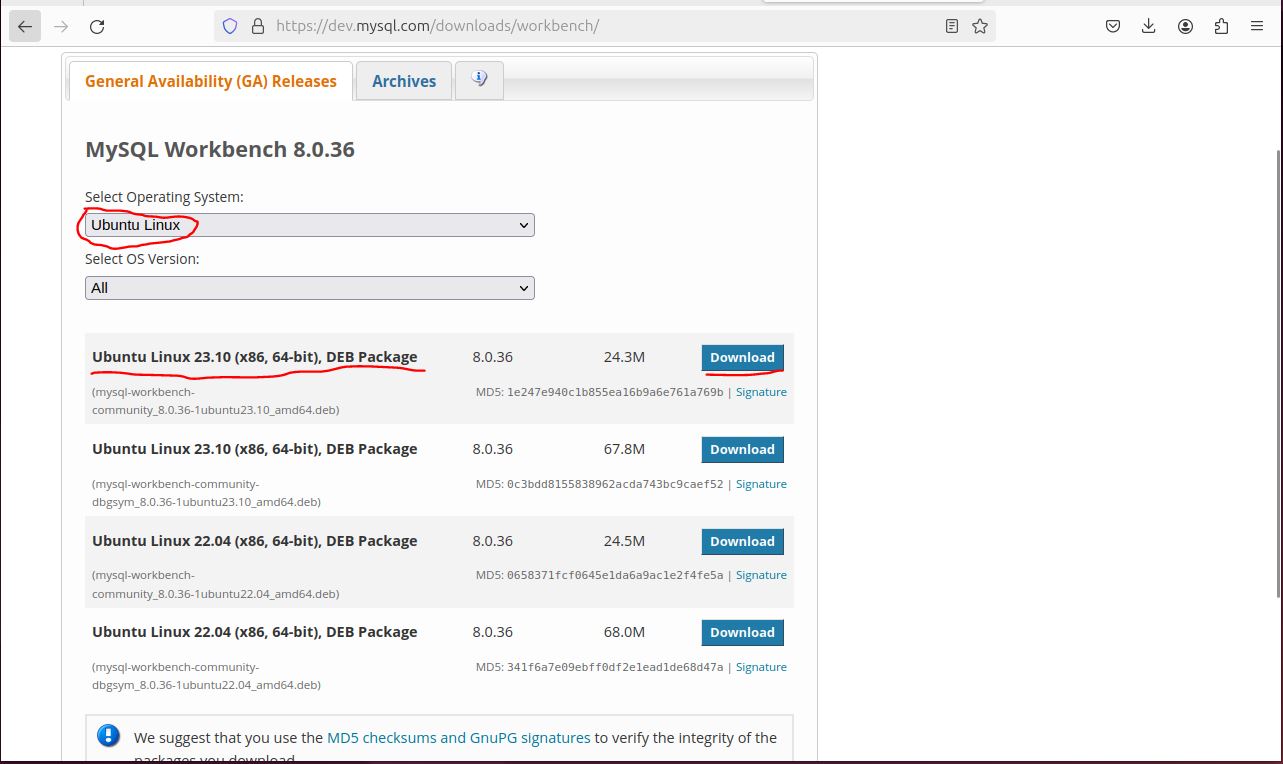 https://dev.mysql.com/downloads/workbench/
General Availability (GA) Releases Archives
MySQL Workbench 8.0.36
Select Operating System:
Ubuntu Linux
Select OS Version:
All
Ubuntu Linux 23.10 (x86, 64-bit), DEB Package 8.0.36 24.3M Download
(mysql-workbench- MD5: 1e247e940c1b855ea16b9a6e761a769b | Signature
community_8.0.36-1ubuntu23.10_amd64.deb)
Ubuntu Linux 23.10 (x86, 64-bit), DEB Package 8.0.36 67.8M Download
(mysql-workbench-community- MD5: 0c3bdd8155838962acda743bc9caef52 | Signature
dbgsym_8.0.36-1ubuntu23.10_amd64.deb)
Ubuntu Linux 22.04 (x86, 64-bit), DEB Package 8.0.36 24.5M Download
(mysql-workbench- MD5: 0658371fcf0645e1da6a9ac1e2f4fe5a | Signature
community_8.0.36-1ubuntu22.04_amd64.deb)
Ubuntu Linux 22.04 (x86, 64-bit), DEB Package 8.0.36 68.0M Download
(mysql-workbench-community- MD5: 341f6a7e09ebff0df2e1ead1de68d47a | Signature
dbgsym_8.0.36-1ubuntu22.04_amd64.deb)
We suggest that you use the MD5 checksums and GnuPG signatures to verify the integrity of the
packages you download.